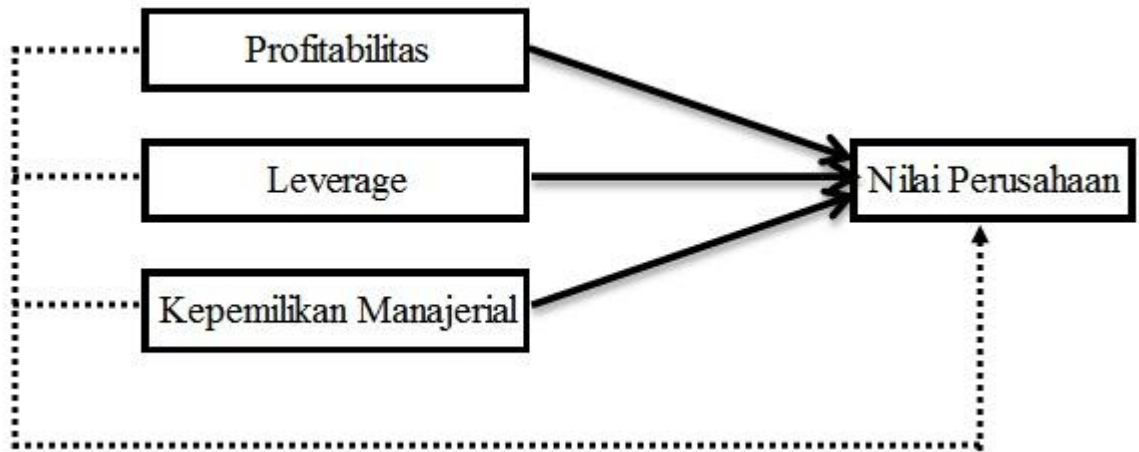 Profitabilitas
Leverage
Nilai Perusahaan
Kepemilikan Manajerial